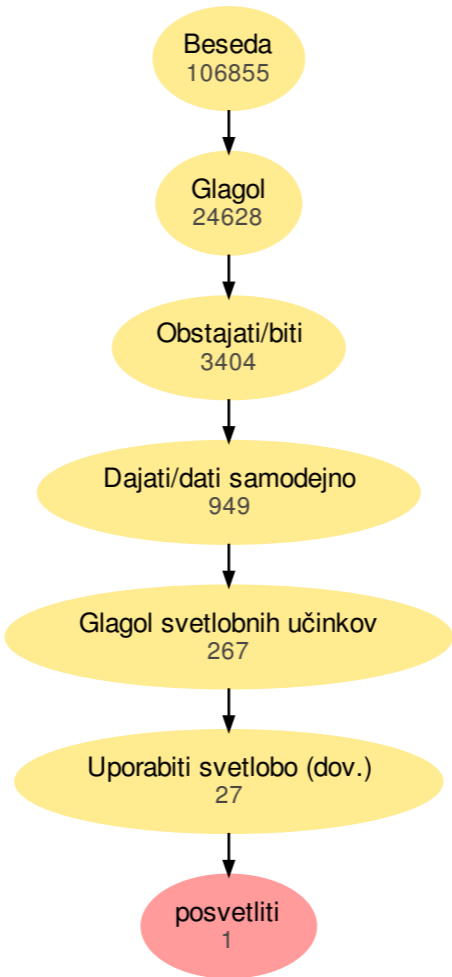 Beseda
106855
Glagol
24628
Obstajati/biti
3404
Dajati/dati samodejno
949
Glagol svetlobnih učinkov
267
Uporabiti svetlobo (dov.)
27
posvetliti
1